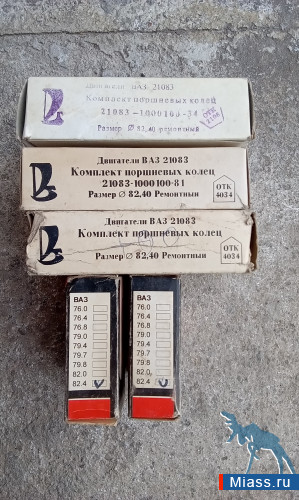 Двигатели ВАЗ 21083
Комплект поршневых колец
21083-1000100-31
Размер ∅ 82,40 ремонтный
ОТК
Двигатели ВАЗ 21083
Комплект поршневых колец
21083-1000100-81
Размер ∅ 82,40 Ремонтный
ОТК
4034
Двигатели ВАЗ 21083
Комплект поршневых колец
Размер ∅ 82,40 Ремонтный
ОТК
4034
ВАЗ
76.0
76.4
76.8
79.0
79.4
79.7
79.8
82.0
82.4
ВАЗ
76.0
76.4
76.8
79.0
79.4
79.7
79.8
82.0
82.4
Miass.ru